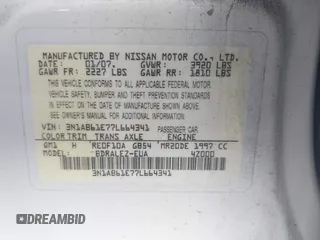 MANUFACTURED BY NISSAN MOTOR CO., LTD.
DATE: 01/07. GVWR: 3920 LBS
GAWR FR: 2227 LBS GAWR RR: 1810 LBS
THIS VEHICLE CONFORMS TO ALL APPLICABLE FEDERAL MOTOR
VEHICLE SAFETY, BUMPER, AND THEFT PREVENTION STANDARDS
IN EFFECT ON THE DATE OF MANUFACTURE SHOWN ABOVE.
SEE OWNER'S MANUAL FOR ADDITIONAL INFORMATION
PASSENGER CAR
VIN: 3N1AB61E77L664341
COLOR TRIM TRANS AXLE ENGINE
QM1 H RE0F10A GB54 MR20DE 1997 CC
MODEL: BDRALEZ-EUA 42000
3N1AB61E77L664341
© DEALERCAR.IO